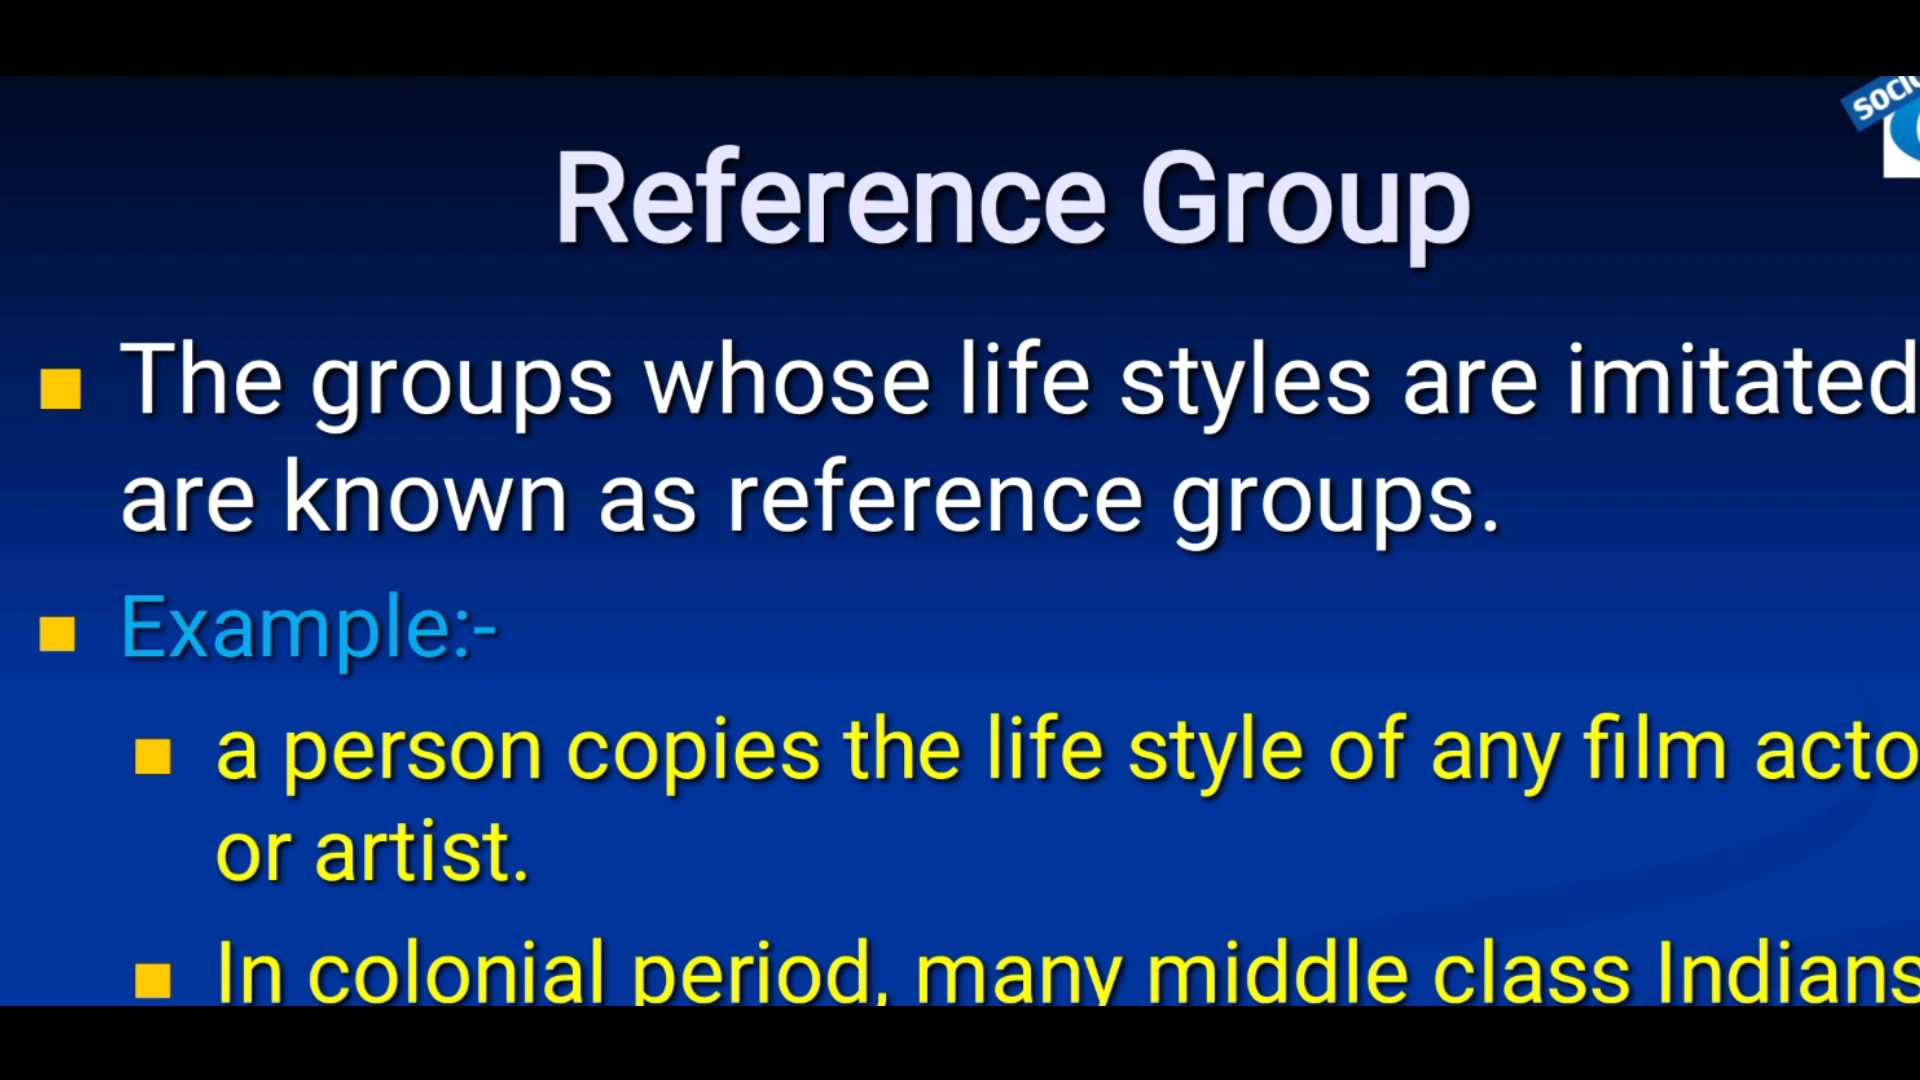 Reference Group
The groups whose life styles are imitated
are known as reference groups.
Example:-
a person copies the life style of any film acto
or artist.
In colonial period, many middle class Indians